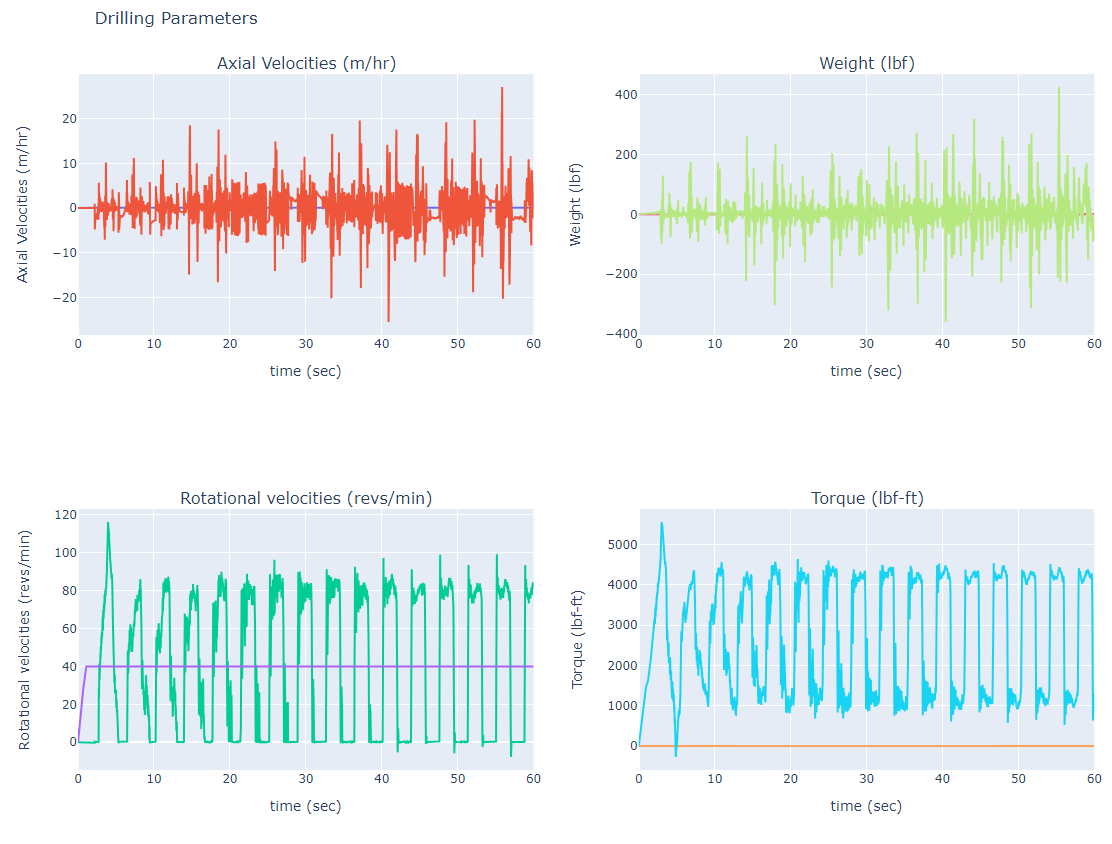 Drilling Parameters
Axial Velocities (m/hr)
Weight (lbf)
Axial Velocities (m/hr)
20
10
0
−10
−20
0 10 20 30 40 50 60
time (sec)
Weight (lbf)
400
200
0
−200
−400
0 10 20 30 40 50 60
time (sec)
Rotational velocities (revs/min)
Torque (lbf-ft)
Rotational velocities (revs/min)
120
100
80
60
40
20
0
0 10 20 30 40 50 60
time (sec)
Torque (lbf-ft)
5000
4000
3000
2000
1000
0
0 10 20 30 40 50 60
time (sec)